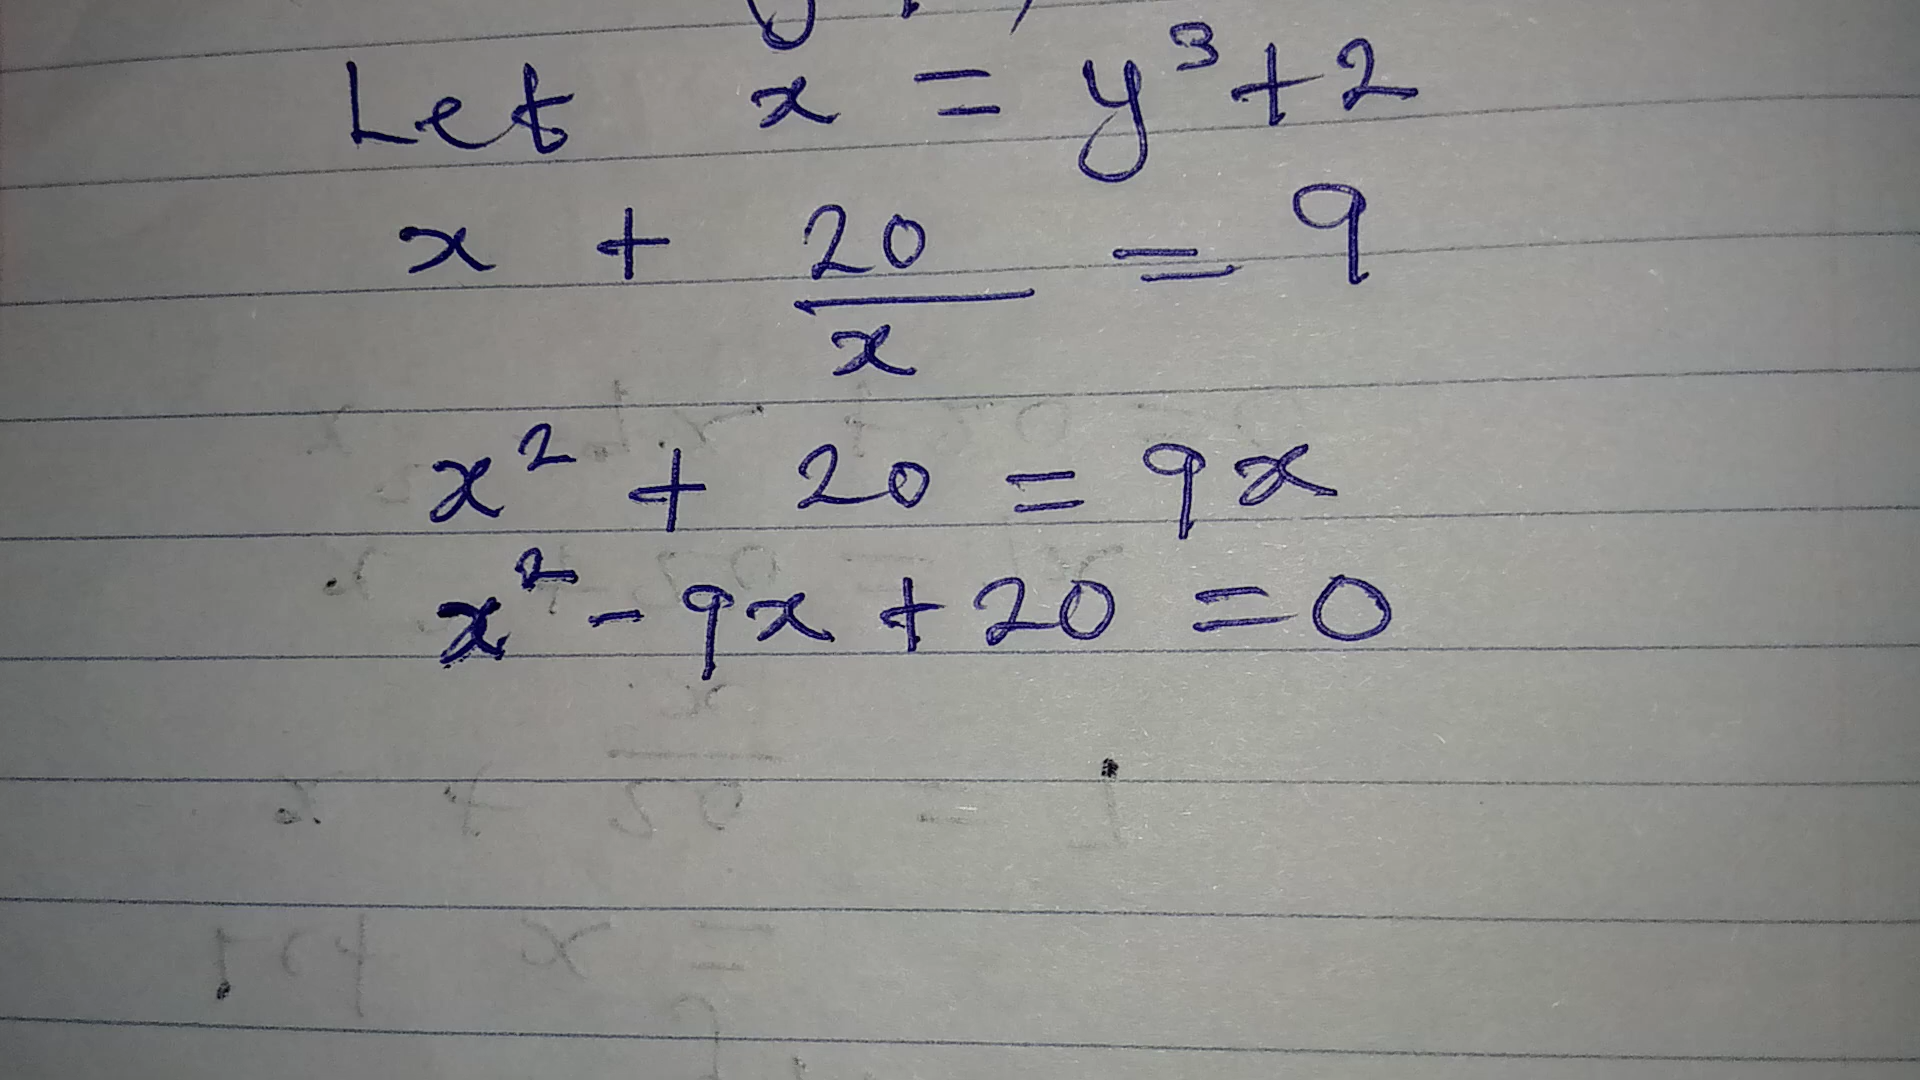 Let x = y³+2
x + 20/x = 9
x² + 20 = 9x
x² - 9x + 20 = 0